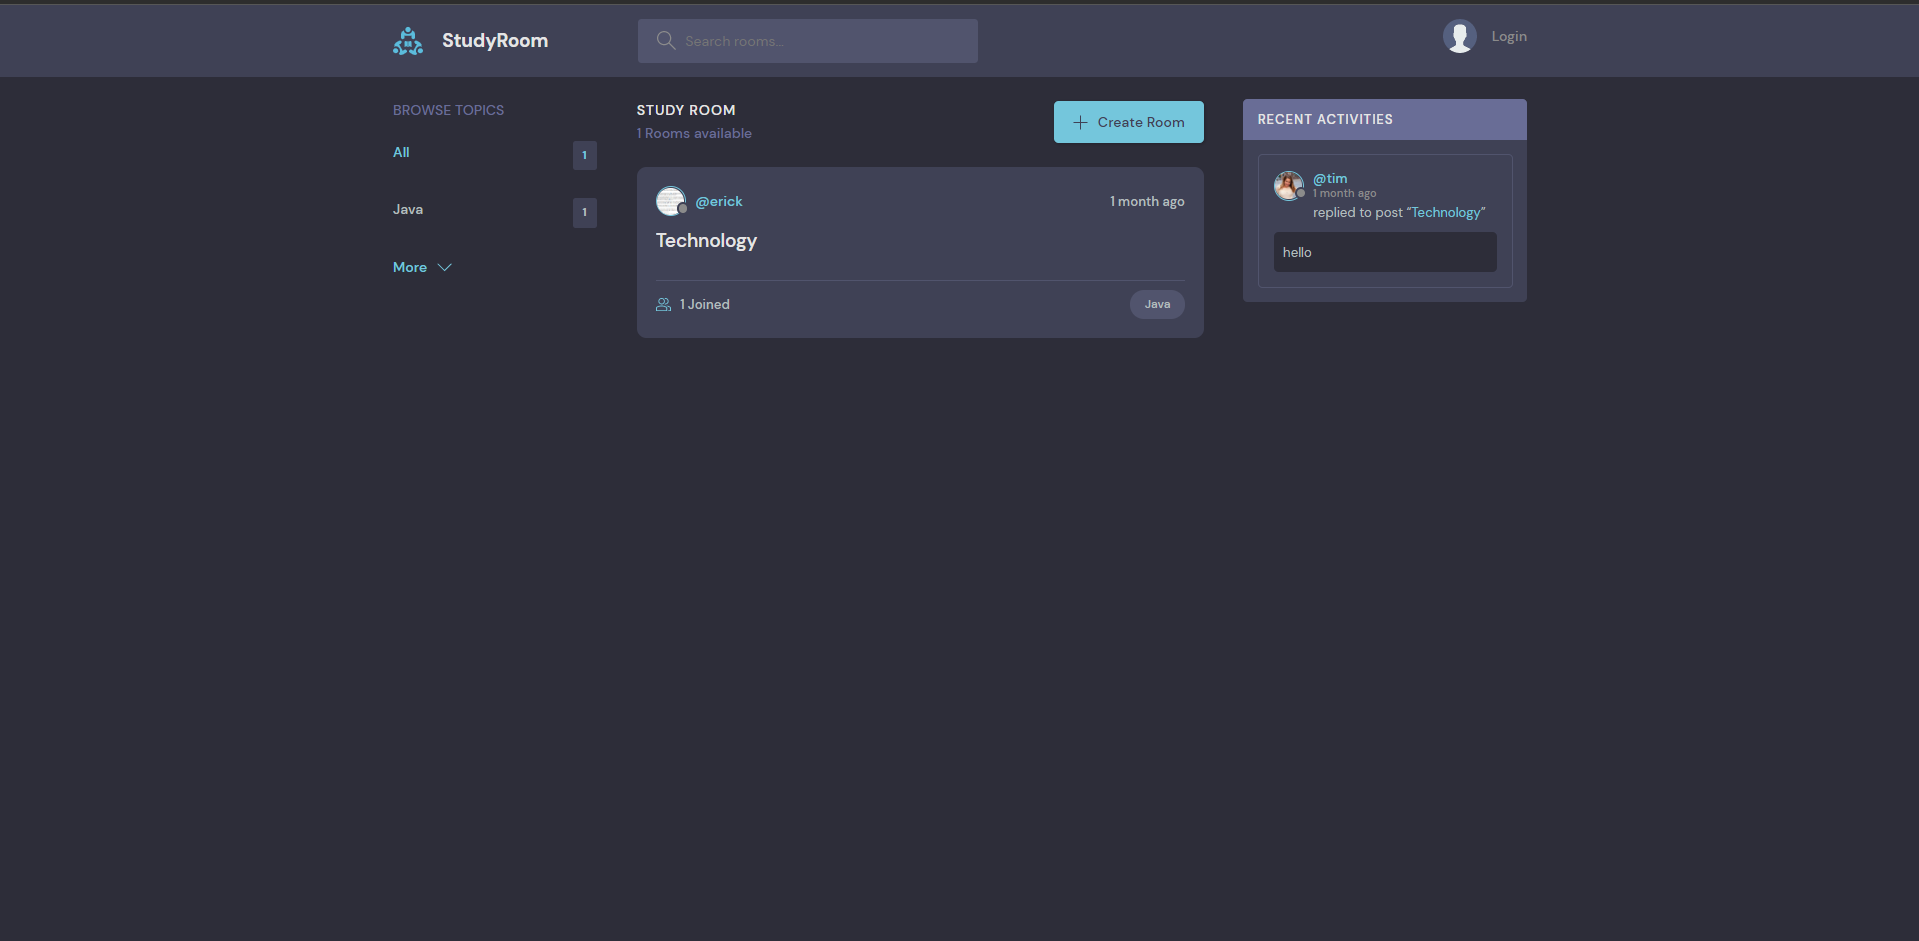 StudyRoom
Search rooms...
Login
BROWSE TOPICS
All
1
Java
1
More
STUDY ROOM
1 Rooms available
Create Room
@erick
1 month ago
Technology
1 Joined
Java
RECENT ACTIVITIES
@tim
1 month ago
replied to post “Technology”
hello